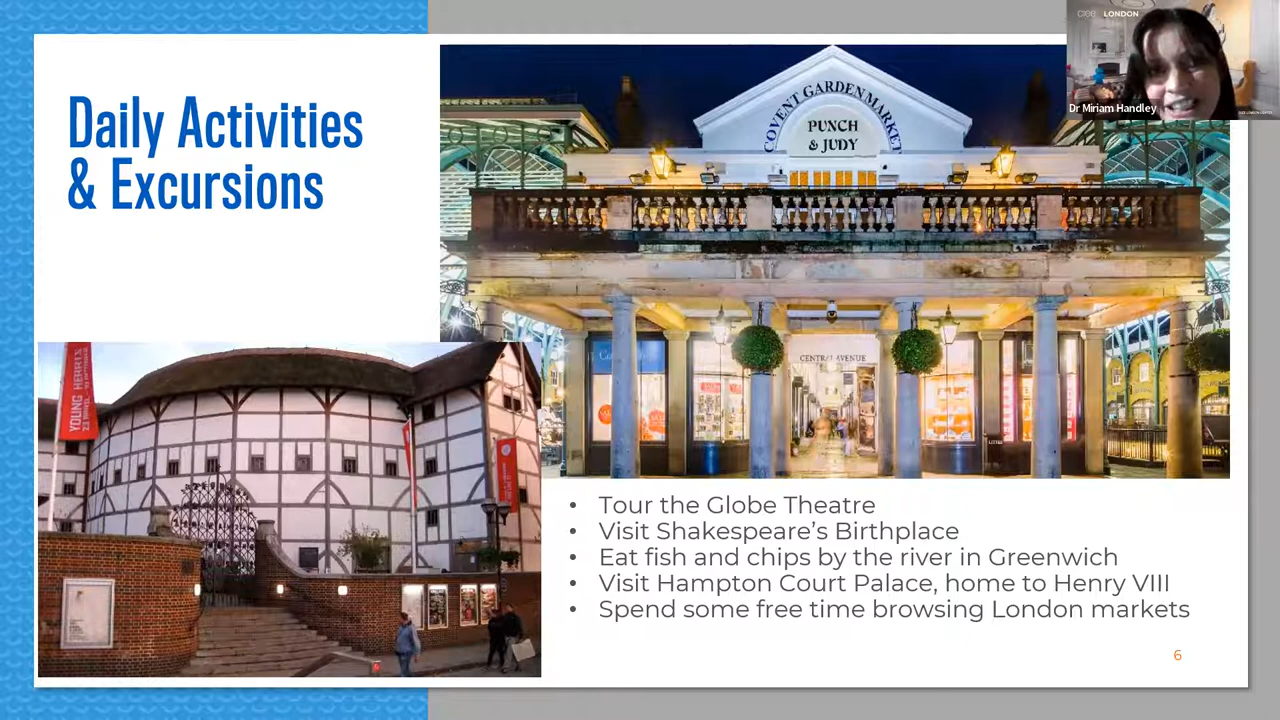 Daily Activities
& Excursions
COVENT GARDEN MARKET
PUNCH
& JUDY
CENTRAL AVENUE
YOUNG HENRIX
• Tour the Globe Theatre
• Visit Shakespeare’s Birthplace
• Eat fish and chips by the river in Greenwich
• Visit Hampton Court Palace, home to Henry VIII
• Spend some free time browsing London markets
6
ciee LONDON
Dr Miriam Handley